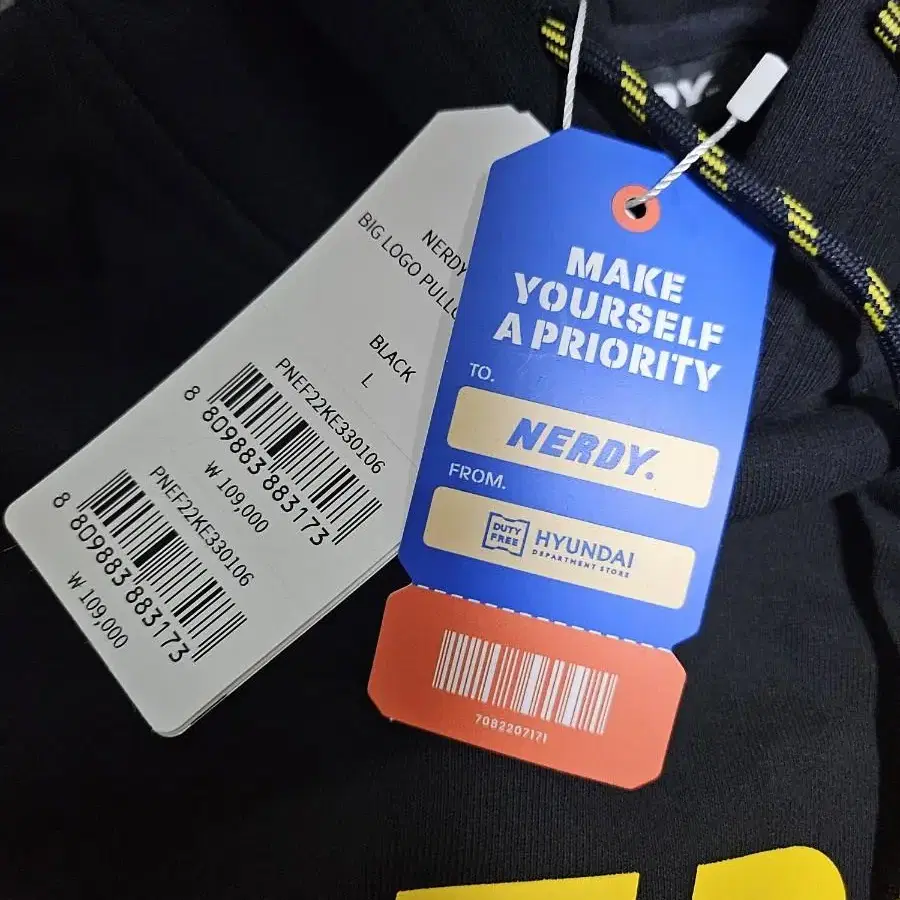 NERDY
BIG LOGO
BLACK
L
PNEF22KE330106
8 809883 883173
₩ 109,000
PNEF22KE330106
8 809883 883173
₩ 109,000
MAKE
YOURSELF
A PRIORITY
TO.
NERDY.
FROM.
DUTY
FREE
HYUNDAI
DEPARTMENT STORE
7082207171